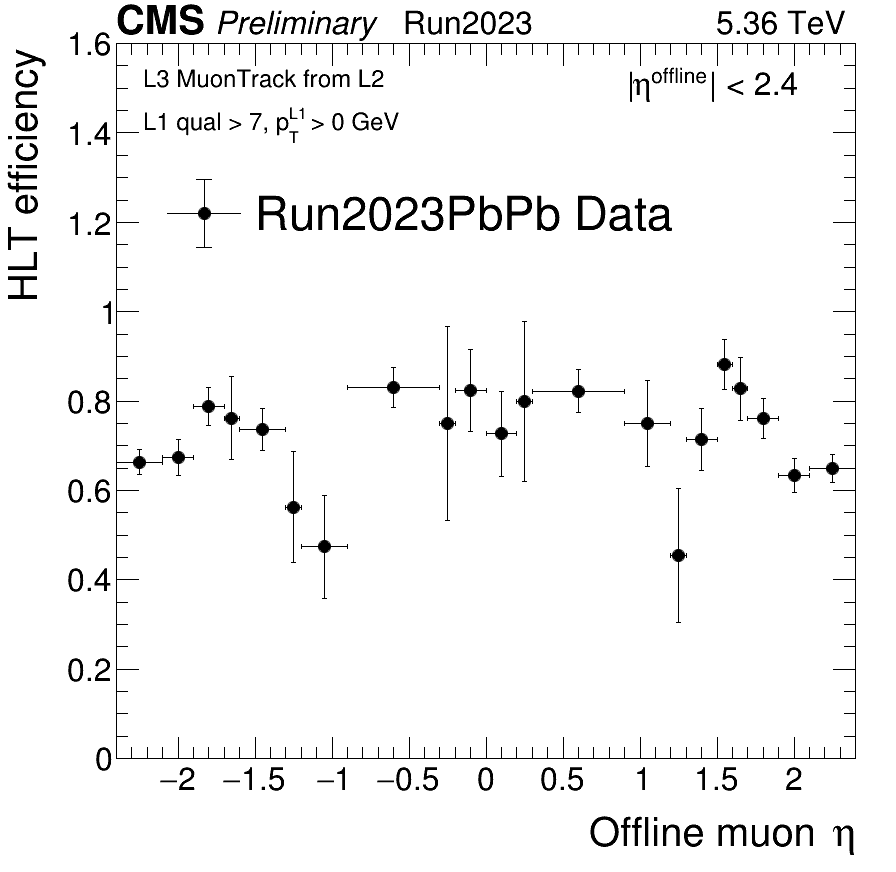 CMS Preliminary Run2023 5.36 TeV
L3 MuonTrack from L2
|η^offline| < 2.4
L1 qual > 7, p_T^L1 > 0 GeV
Run2023PbPb Data
HLT efficiency
1.6
1.4
1.2
1
0.8
0.6
0.4
0.2
0
−2 −1.5 −1 −0.5 0 0.5 1 1.5 2
Offline muon η